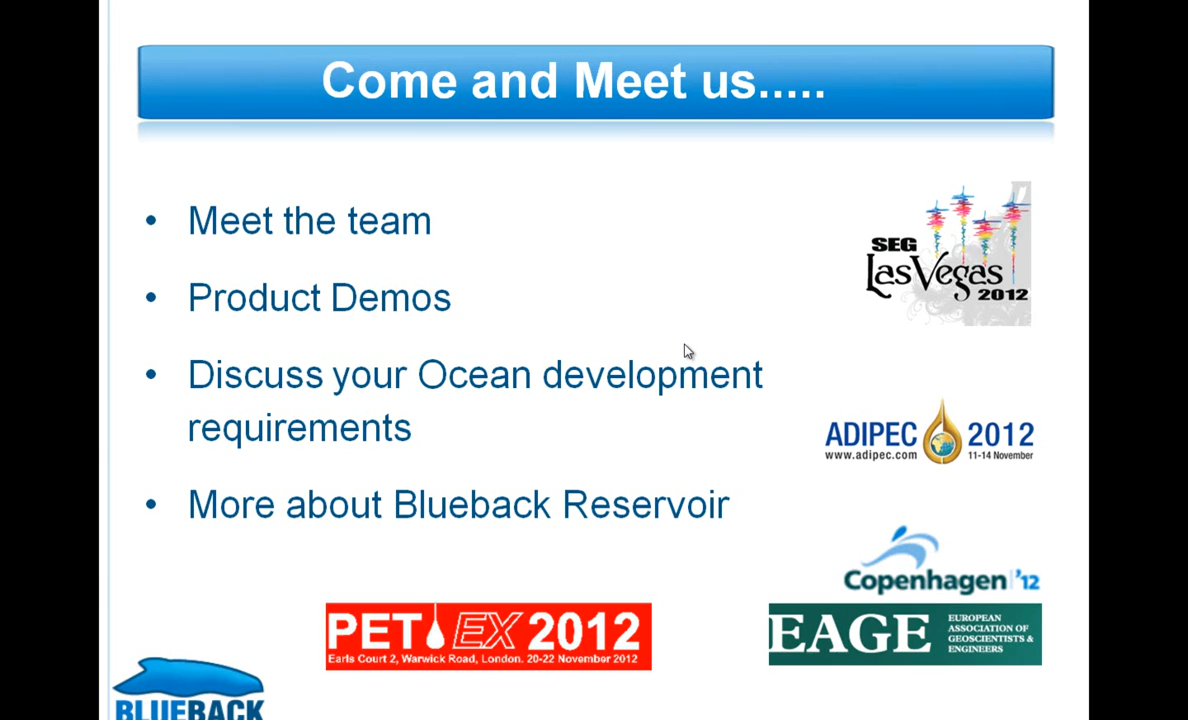 Come and Meet us.....
• Meet the team
• Product Demos
• Discuss your Ocean development
requirements
• More about Blueback Reservoir
SEG
Las Vegas
2012
ADIPEC 2012
www.adipec.com 11-14 November
Copenhagen '12
EAGE
EUROPEAN
ASSOCIATION OF
GEOSCIENTISTS &
ENGINEERS
PETEX 2012
Earls Court 2, Warwick Road, London. 20-22 November 2012
BLUEBACK